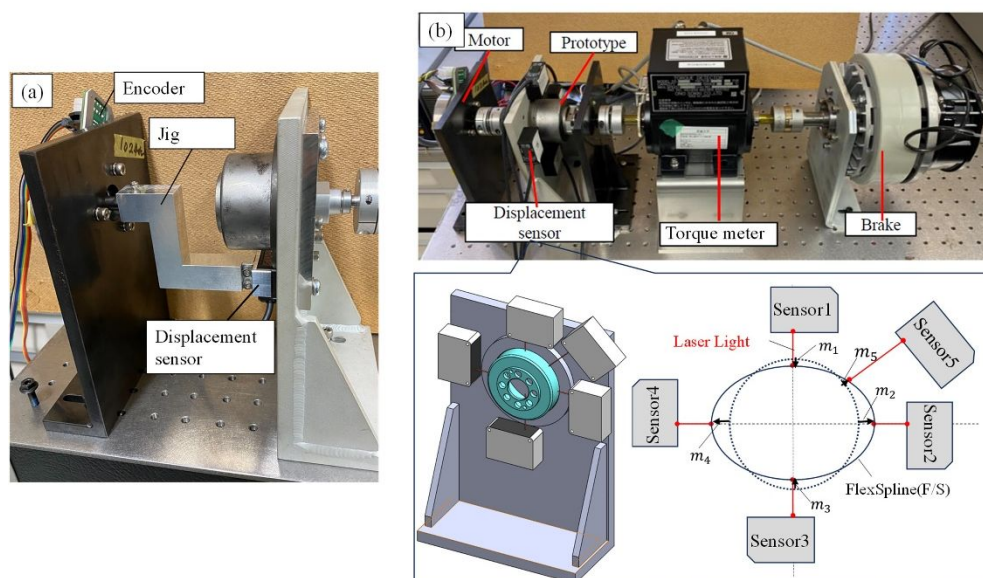 (a)
Encoder
Jig
Displacement
sensor
(b)
Motor
Prototype
Displacement
sensor
Torque meter
Brake
Sensor1
Laser Light
m₁
m₅
Sensor5
m₂
Sensor4
Sensor2
m₄
FlexSpline(F/S)
m₃
Sensor3